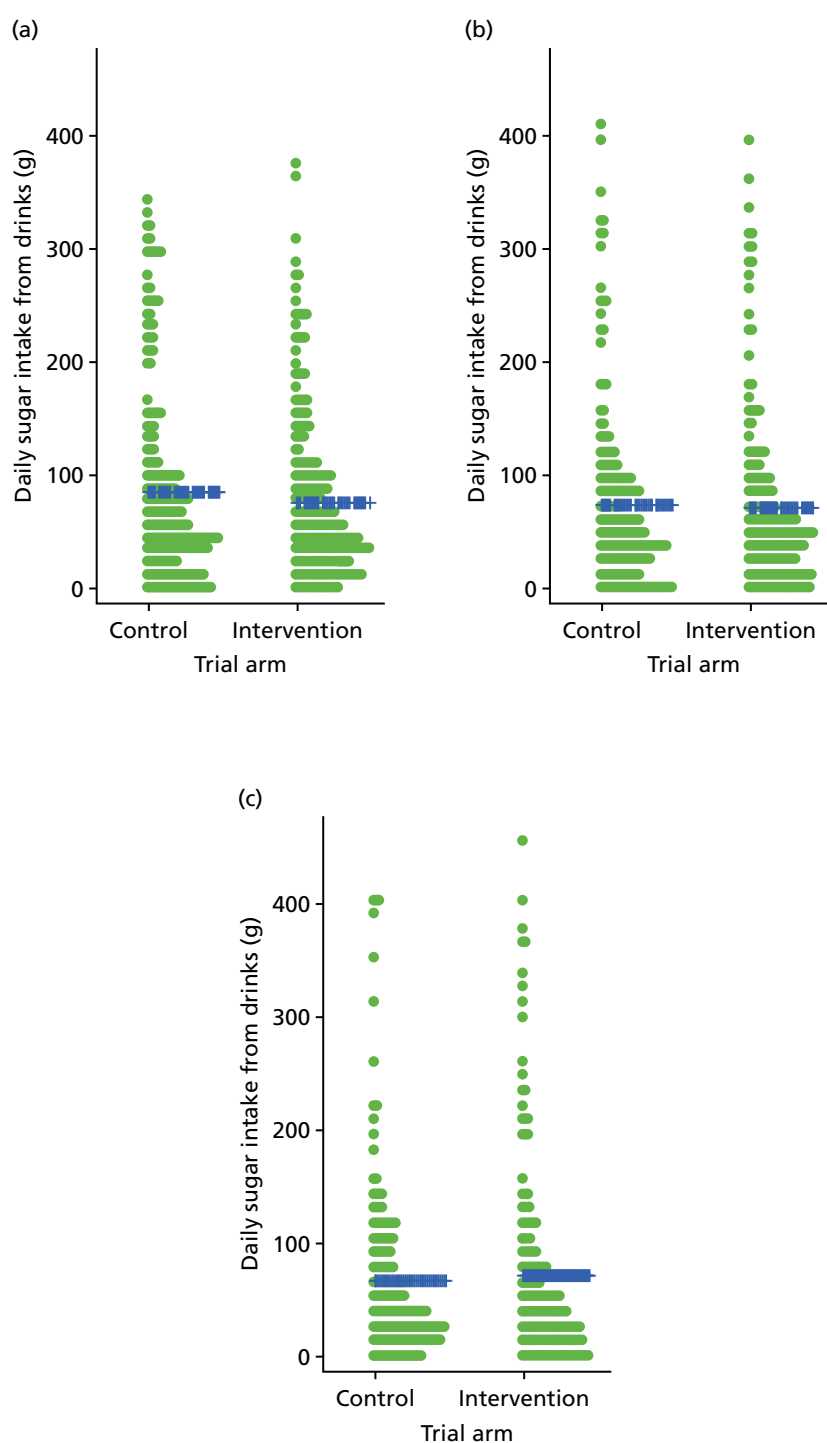 (a)
Daily sugar intake from drinks (g)
400
300
200
100
0
Control
Intervention
Trial arm
(b)
Daily sugar intake from drinks (g)
400
300
200
100
0
Control
Intervention
Trial arm
(c)
Daily sugar intake from drinks (g)
400
300
200
100
0
Control
Intervention
Trial arm